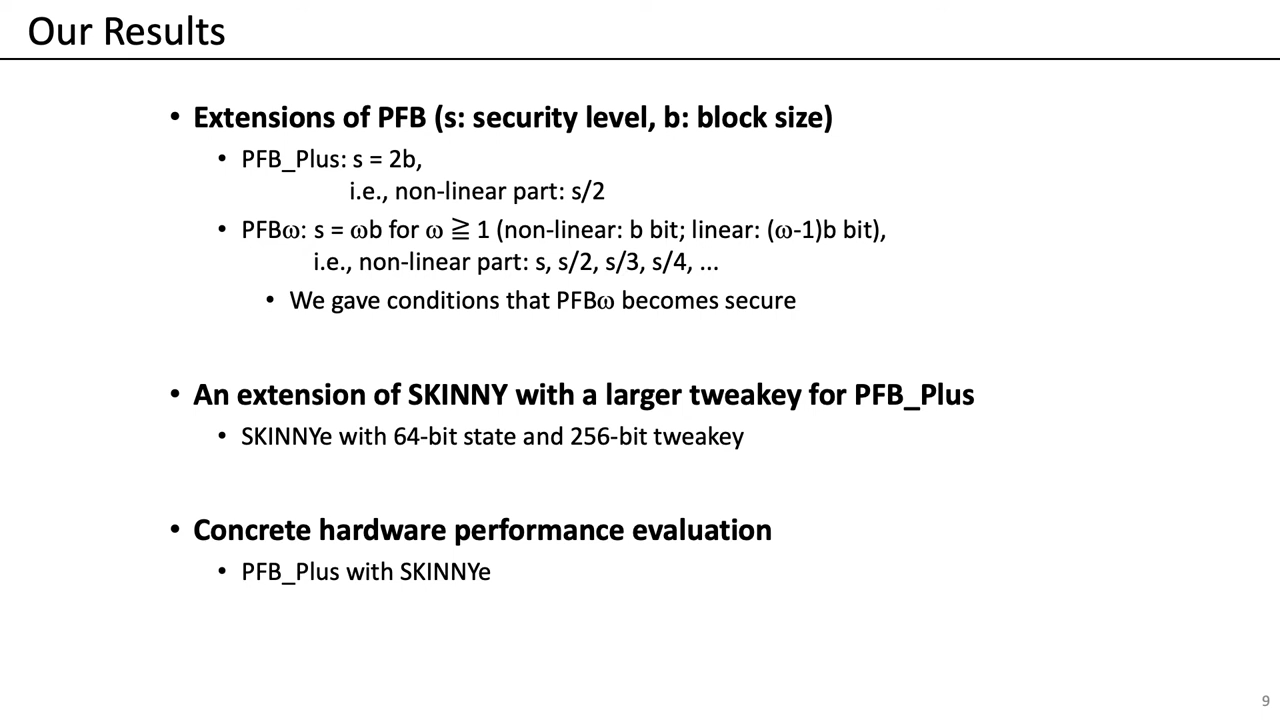 Our Results
• Extensions of PFB (s: security level, b: block size)
• PFB_Plus: s = 2b,
i.e., non-linear part: s/2
• PFBω: s = ωb for ω ≧ 1 (non-linear: b bit; linear: (ω-1)b bit),
i.e., non-linear part: s, s/2, s/3, s/4, ...
• We gave conditions that PFBω becomes secure
• An extension of SKINNY with a larger tweakey for PFB_Plus
• SKINNYe with 64-bit state and 256-bit tweakey
• Concrete hardware performance evaluation
• PFB_Plus with SKINNYe
9